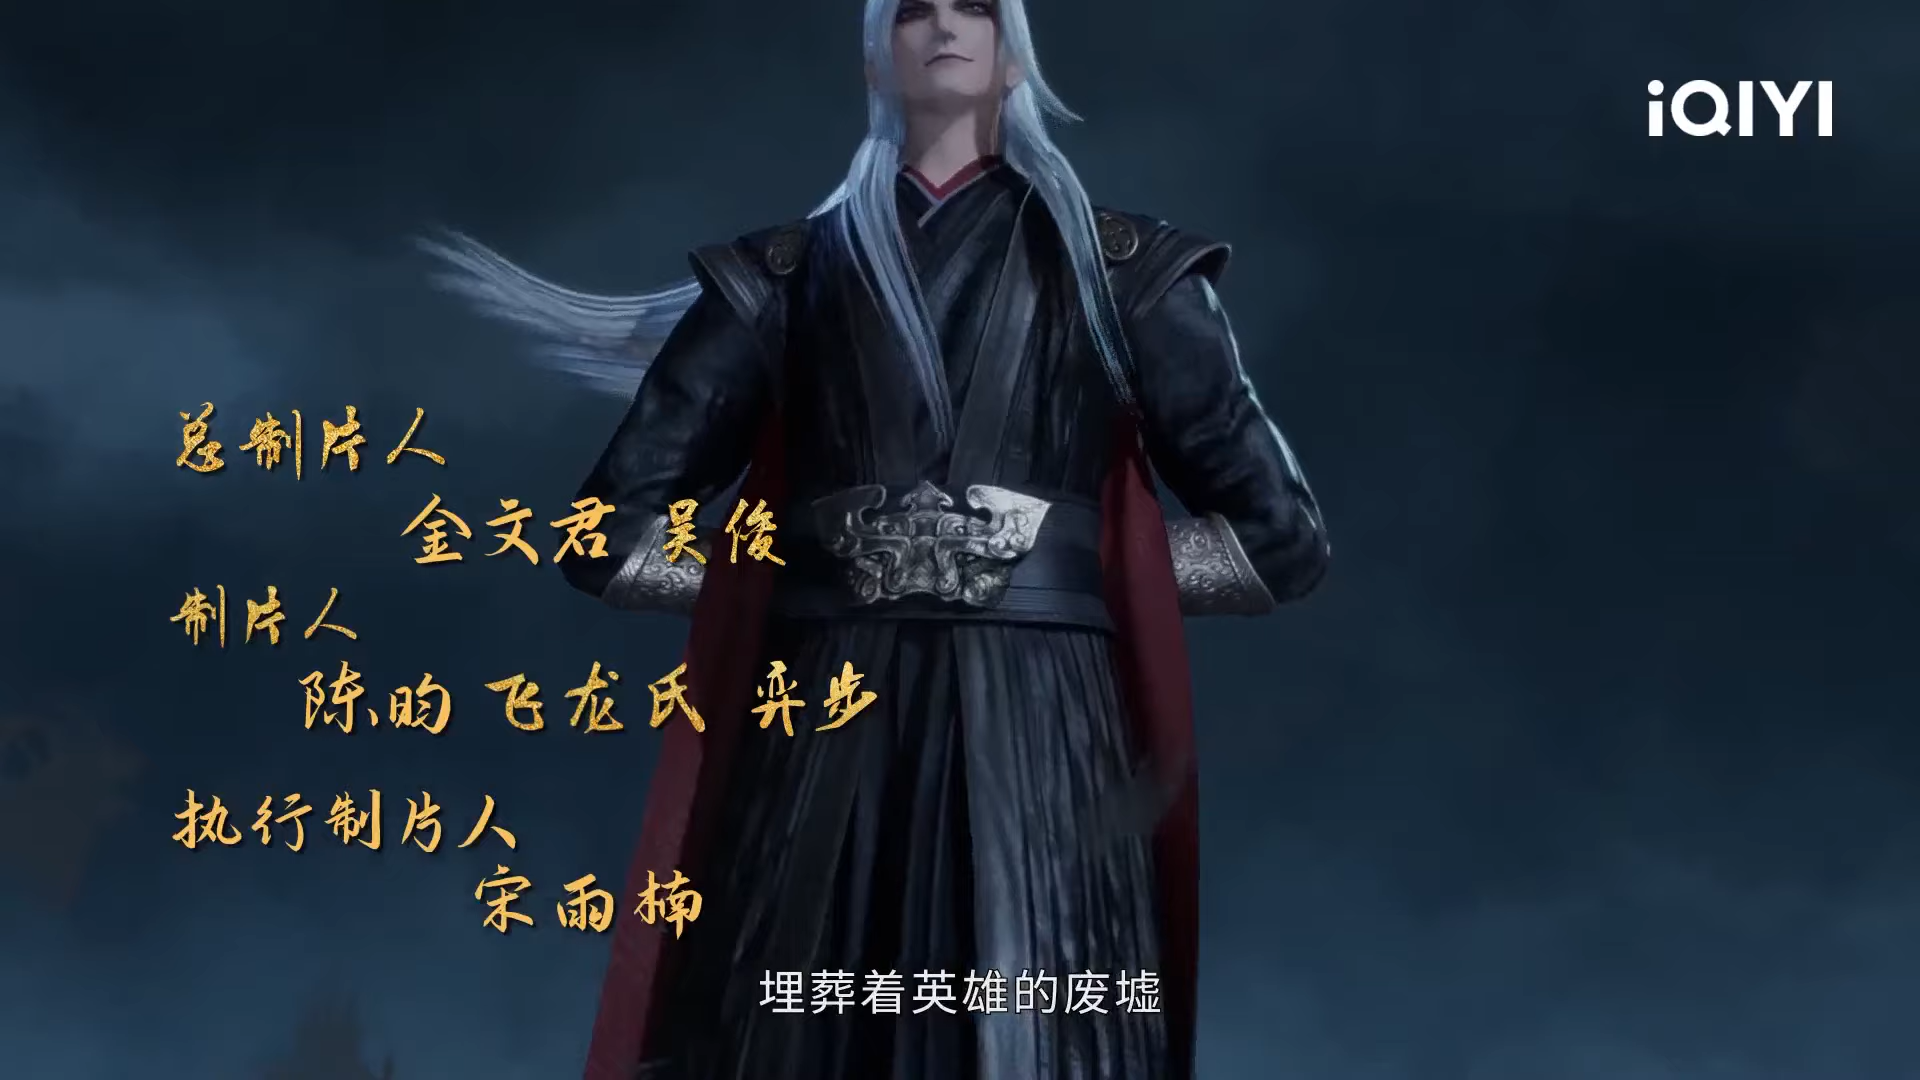 iQIYI
总制片人
金文君 吴俊
制片人
陈昀 飞龙氏 弈步
执行制片人
宋雨楠
埋葬着英雄的废墟